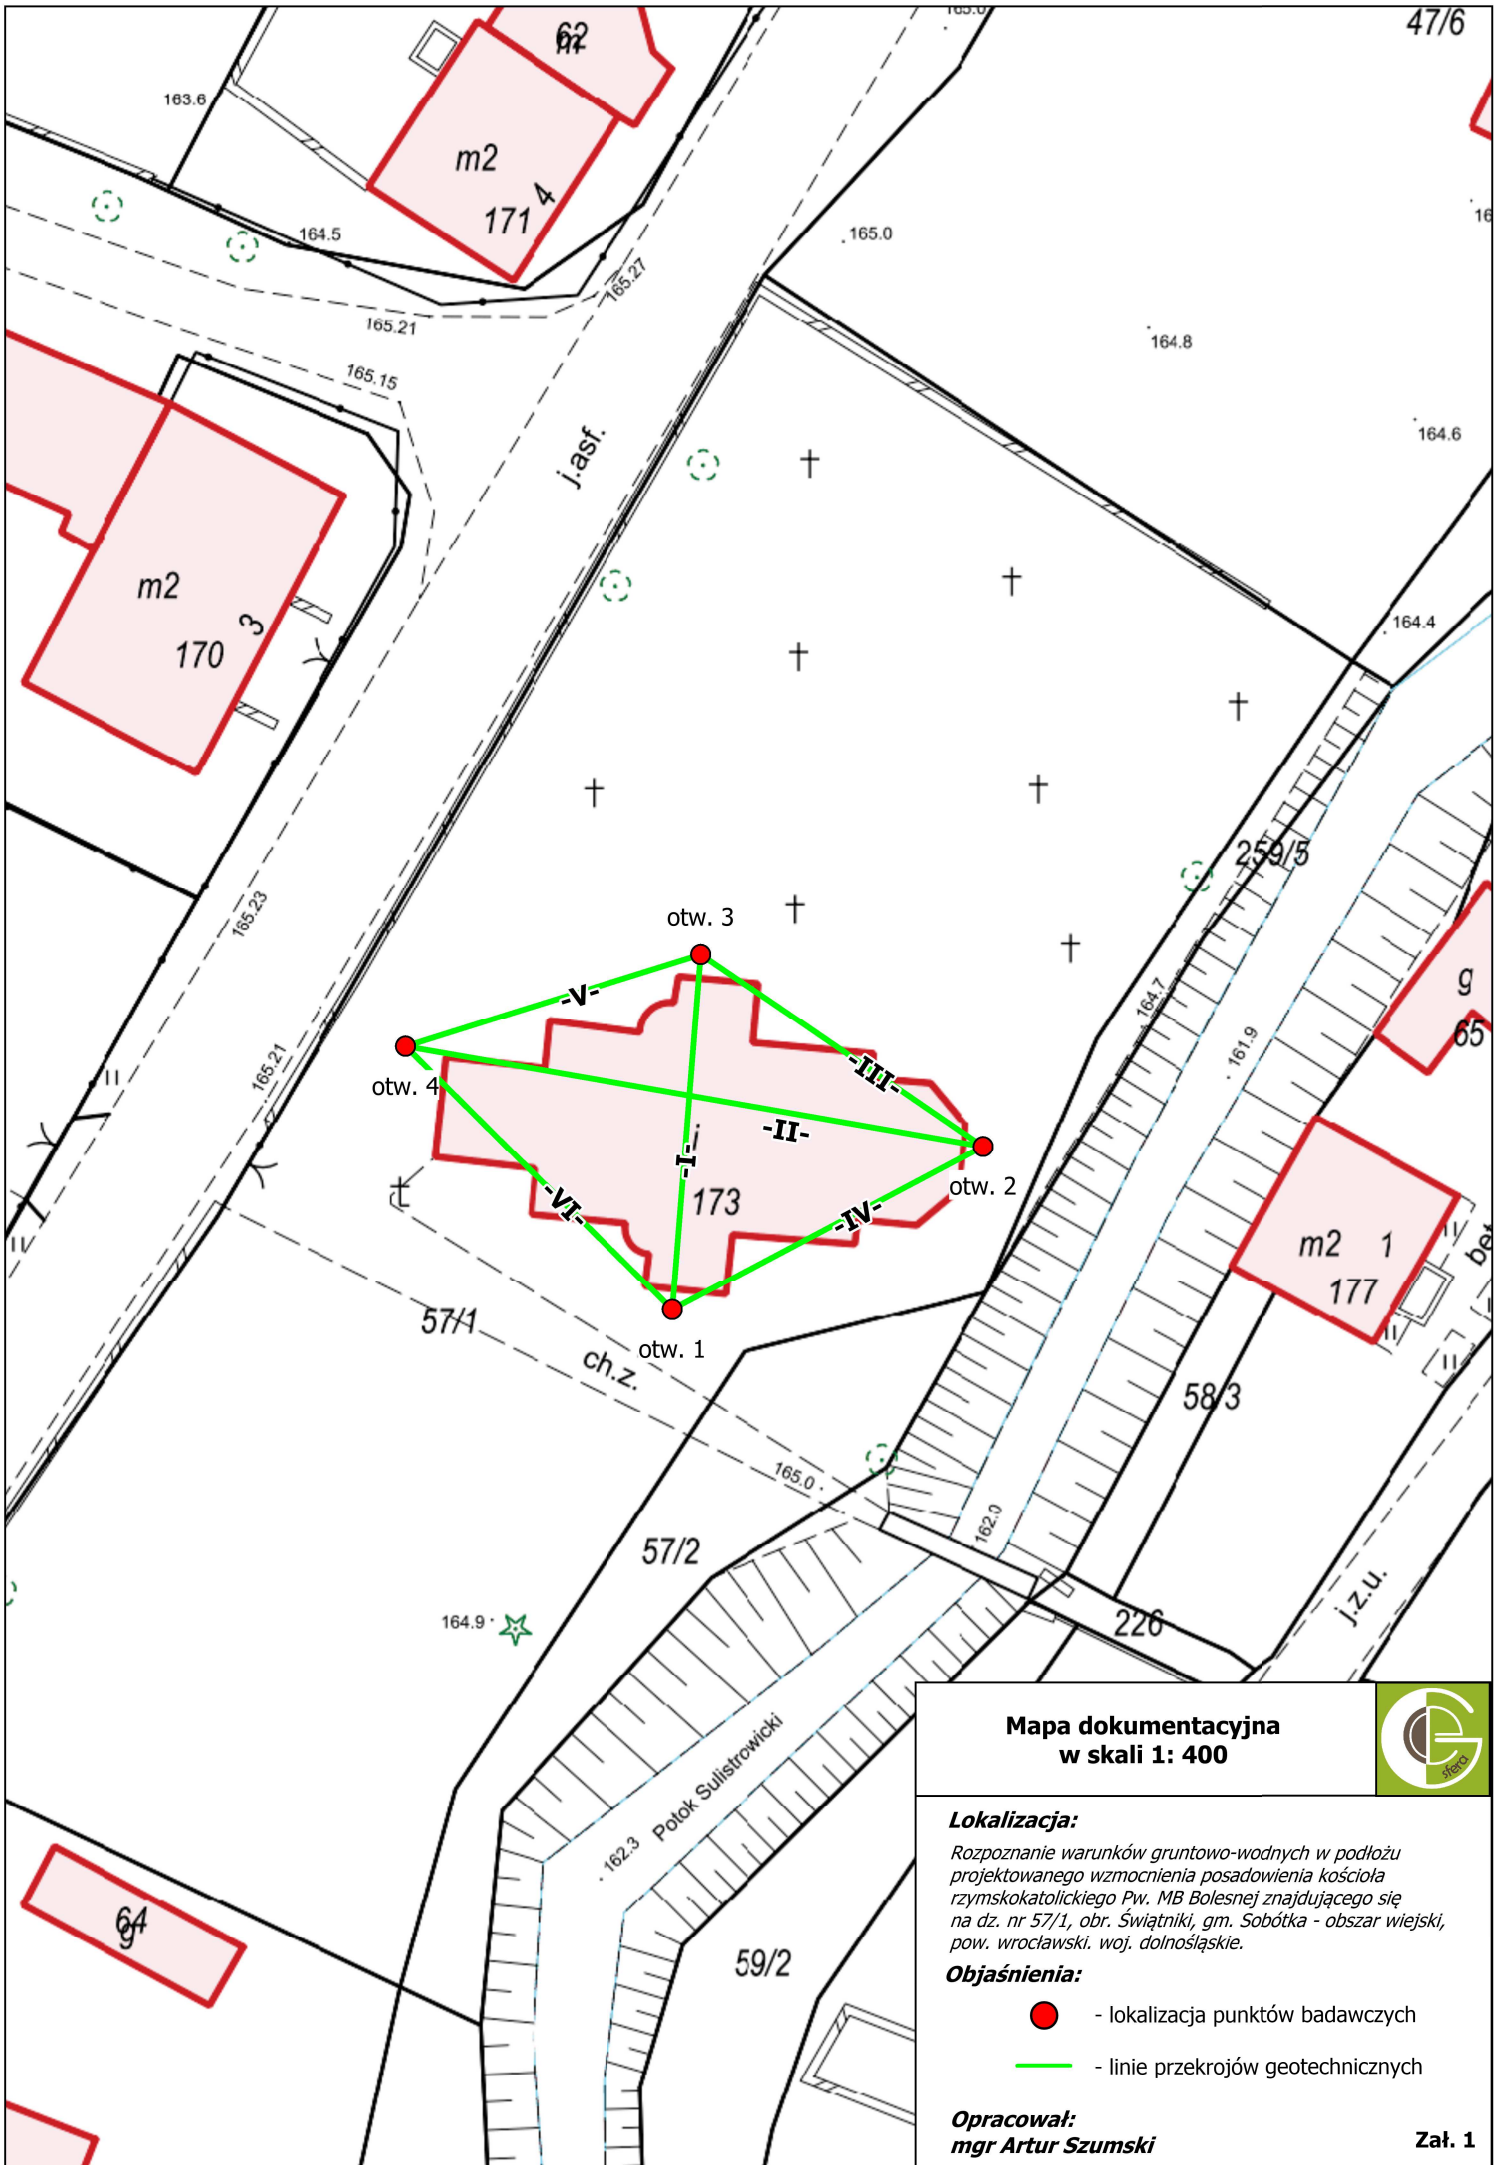 62
m
47/6
165.0
163.6
m2
4
171
164.5
165.0
165.27
165.21
164.8
165.15
164.6
j.asf.
m2
3
170
164.4
259/5
165.23
otw. 3
164.7
g
65
161.9
-V-
165.21
otw. 4
-III-
-II-
i
-I-
otw. 2
t
-VI-
173
-IV-
m2 1
177
57/1
otw. 1
ch.z.
58/3
165.0
162.0
57/2
j.z.u.
164.9
226
Potok Sulistrowicki
162.3
64
g
59/2
Mapa dokumentacyjna
w skali 1: 400
sfera
Lokalizacja:
Rozpoznanie warunków gruntowo-wodnych w podłożu
projektowanego wzmocnienia posadowienia kościoła
rzymskokatolickiego Pw. MB Bolesnej znajdującego się
na dz. nr 57/1, obr. Świątniki, gm. Sobótka - obszar wiejski,
pow. wrocławski. woj. dolnośląskie.
Objaśnienia:
- lokalizacja punktów badawczych
- linie przekrojów geotechnicznych
Opracował:
mgr Artur Szumski
Zał. 1